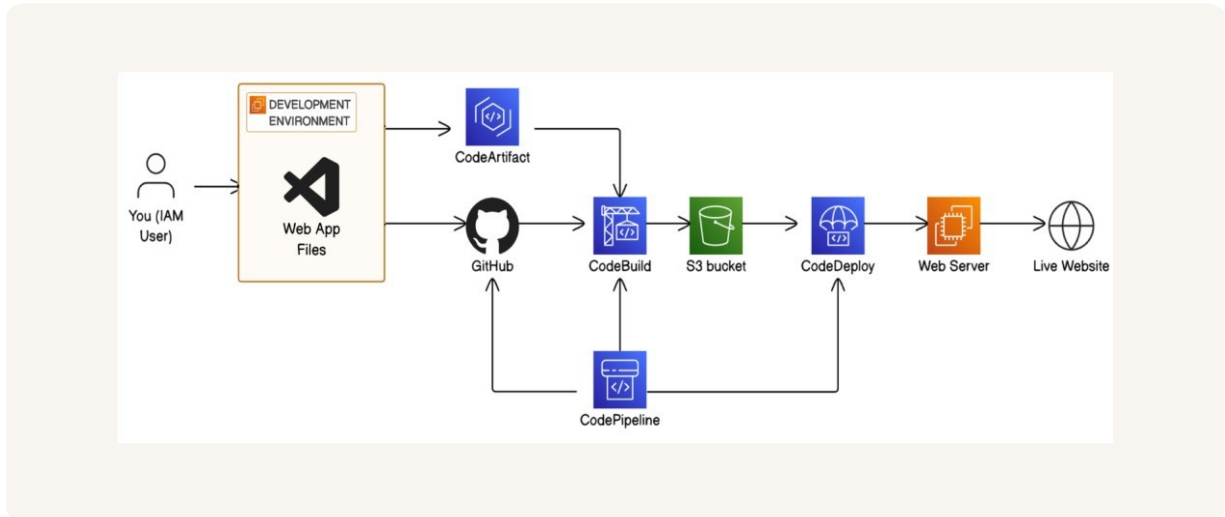 DEVELOPMENT
ENVIRONMENT
CodeArtifact
You (IAM
User)
Web App
Files
GitHub
CodeBuild
S3 bucket
CodeDeploy
Web Server
Live Website
CodePipeline